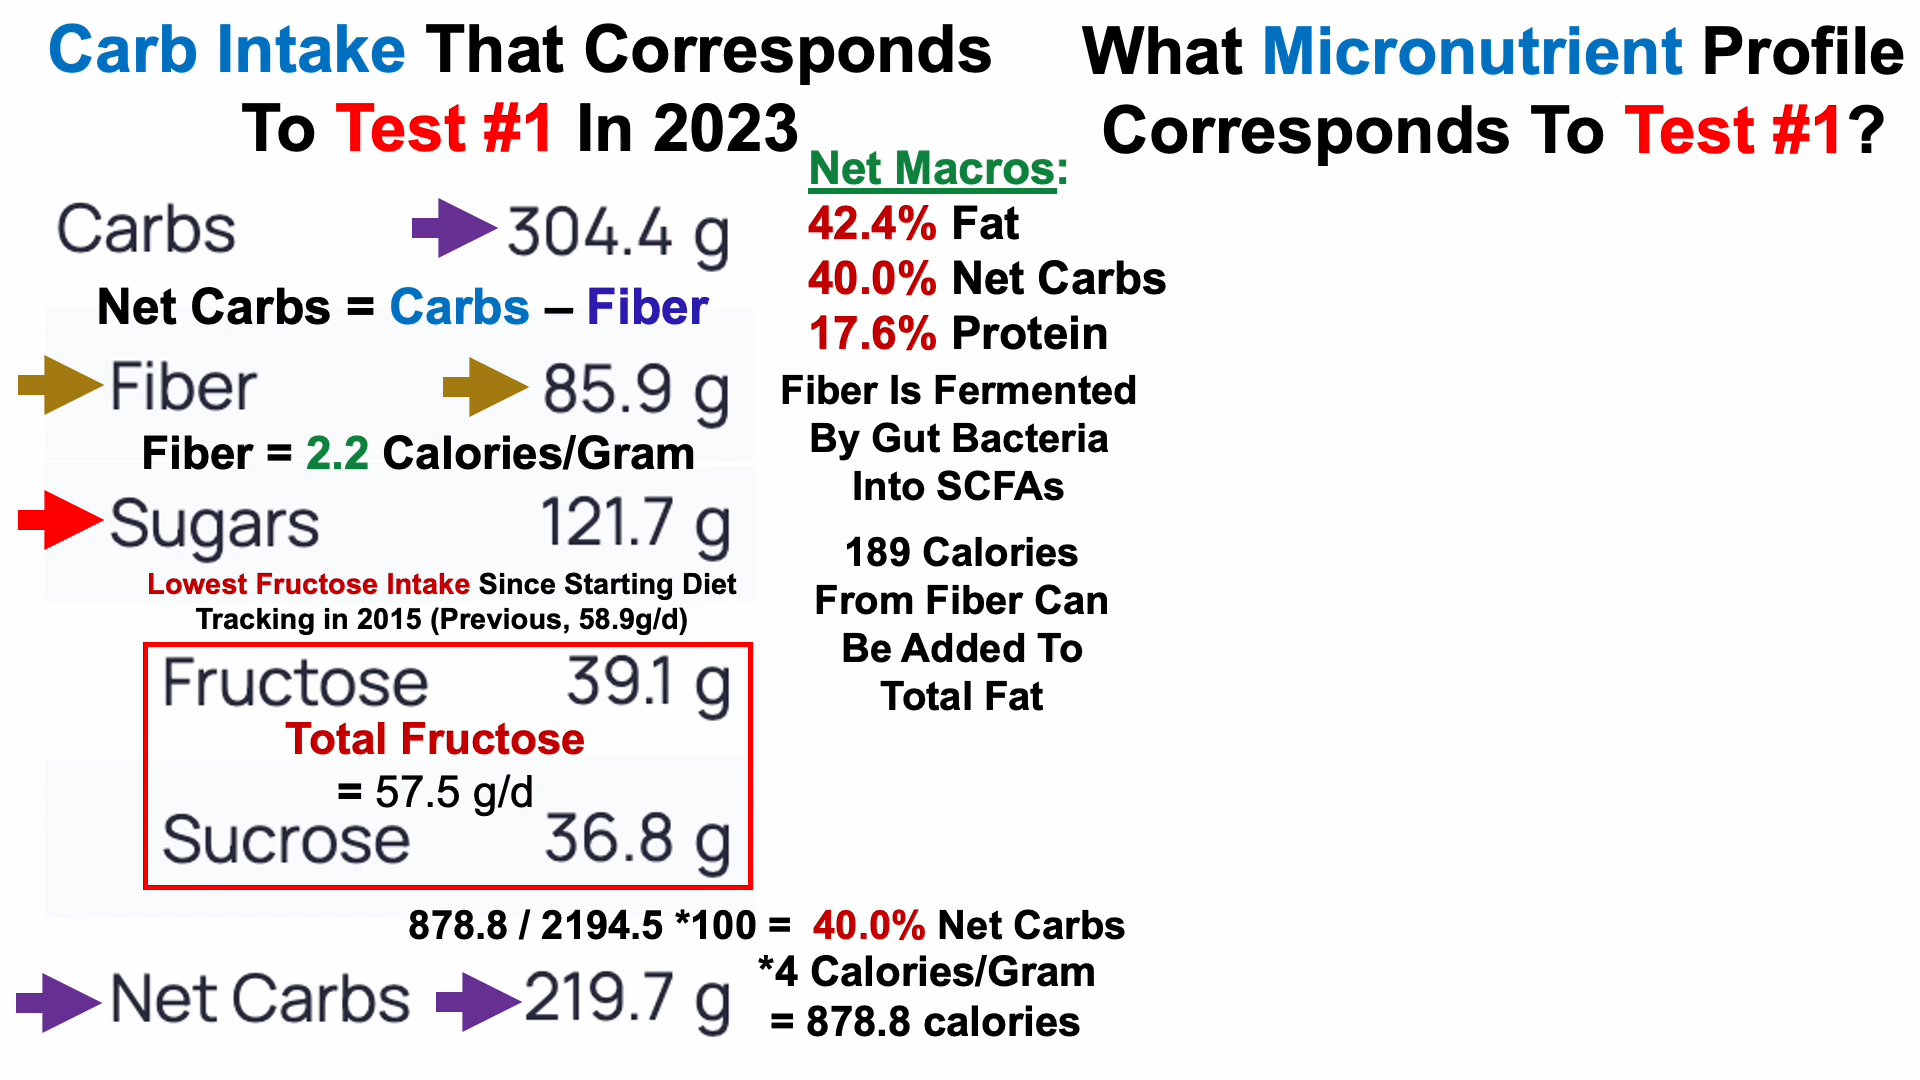 Carb Intake That Corresponds
To Test #1 In 2023
Carbs 304.4 g
Net Carbs = Carbs – Fiber
Fiber 85.9 g
Fiber = 2.2 Calories/Gram
Sugars 121.7 g
Lowest Fructose Intake Since Starting Diet
Tracking in 2015 (Previous, 58.9g/d)
Fructose 39.1 g
Total Fructose
= 57.5 g/d
Sucrose 36.8 g
878.8 / 2194.5 *100 = 40.0% Net Carbs
Net Carbs 219.7 g
*4 Calories/Gram
= 878.8 calories
Net Macros:
42.4% Fat
40.0% Net Carbs
17.6% Protein
Fiber Is Fermented
By Gut Bacteria
Into SCFAs
189 Calories
From Fiber Can
Be Added To
Total Fat
What Micronutrient Profile
Corresponds To Test #1?